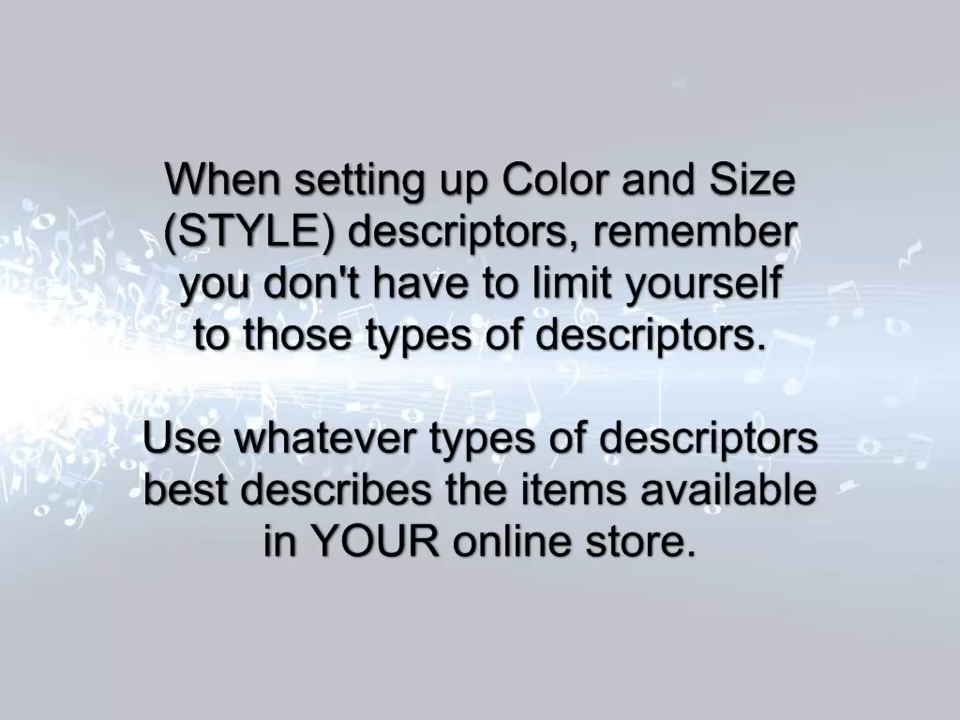 When setting up Color and Size
(STYLE) descriptors, remember
you don't have to limit yourself
to those types of descriptors.
Use whatever types of descriptors
best describes the items available
in YOUR online store.